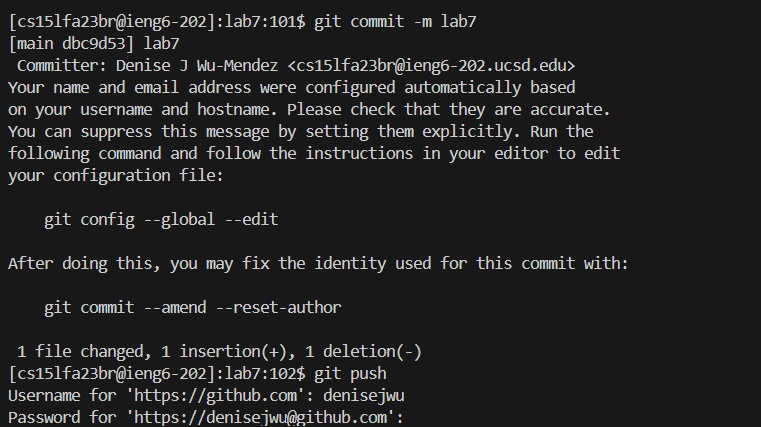 [cs15lfa23br@ieng6-202]:lab7:101$ git commit -m lab7
[main dbc9d53] lab7
 Committer: Denise J Wu-Mendez <cs15lfa23br@ieng6-202.ucsd.edu>
Your name and email address were configured automatically based
on your username and hostname. Please check that they are accurate.
You can suppress this message by setting them explicitly. Run the
following command and follow the instructions in your editor to edit
your configuration file:

    git config --global --edit

After doing this, you may fix the identity used for this commit with:

    git commit --amend --reset-author

 1 file changed, 1 insertion(+), 1 deletion(-)
[cs15lfa23br@ieng6-202]:lab7:102$ git push
Username for 'https://github.com': denisejwu
Password for 'https://denisejwu@github.com':